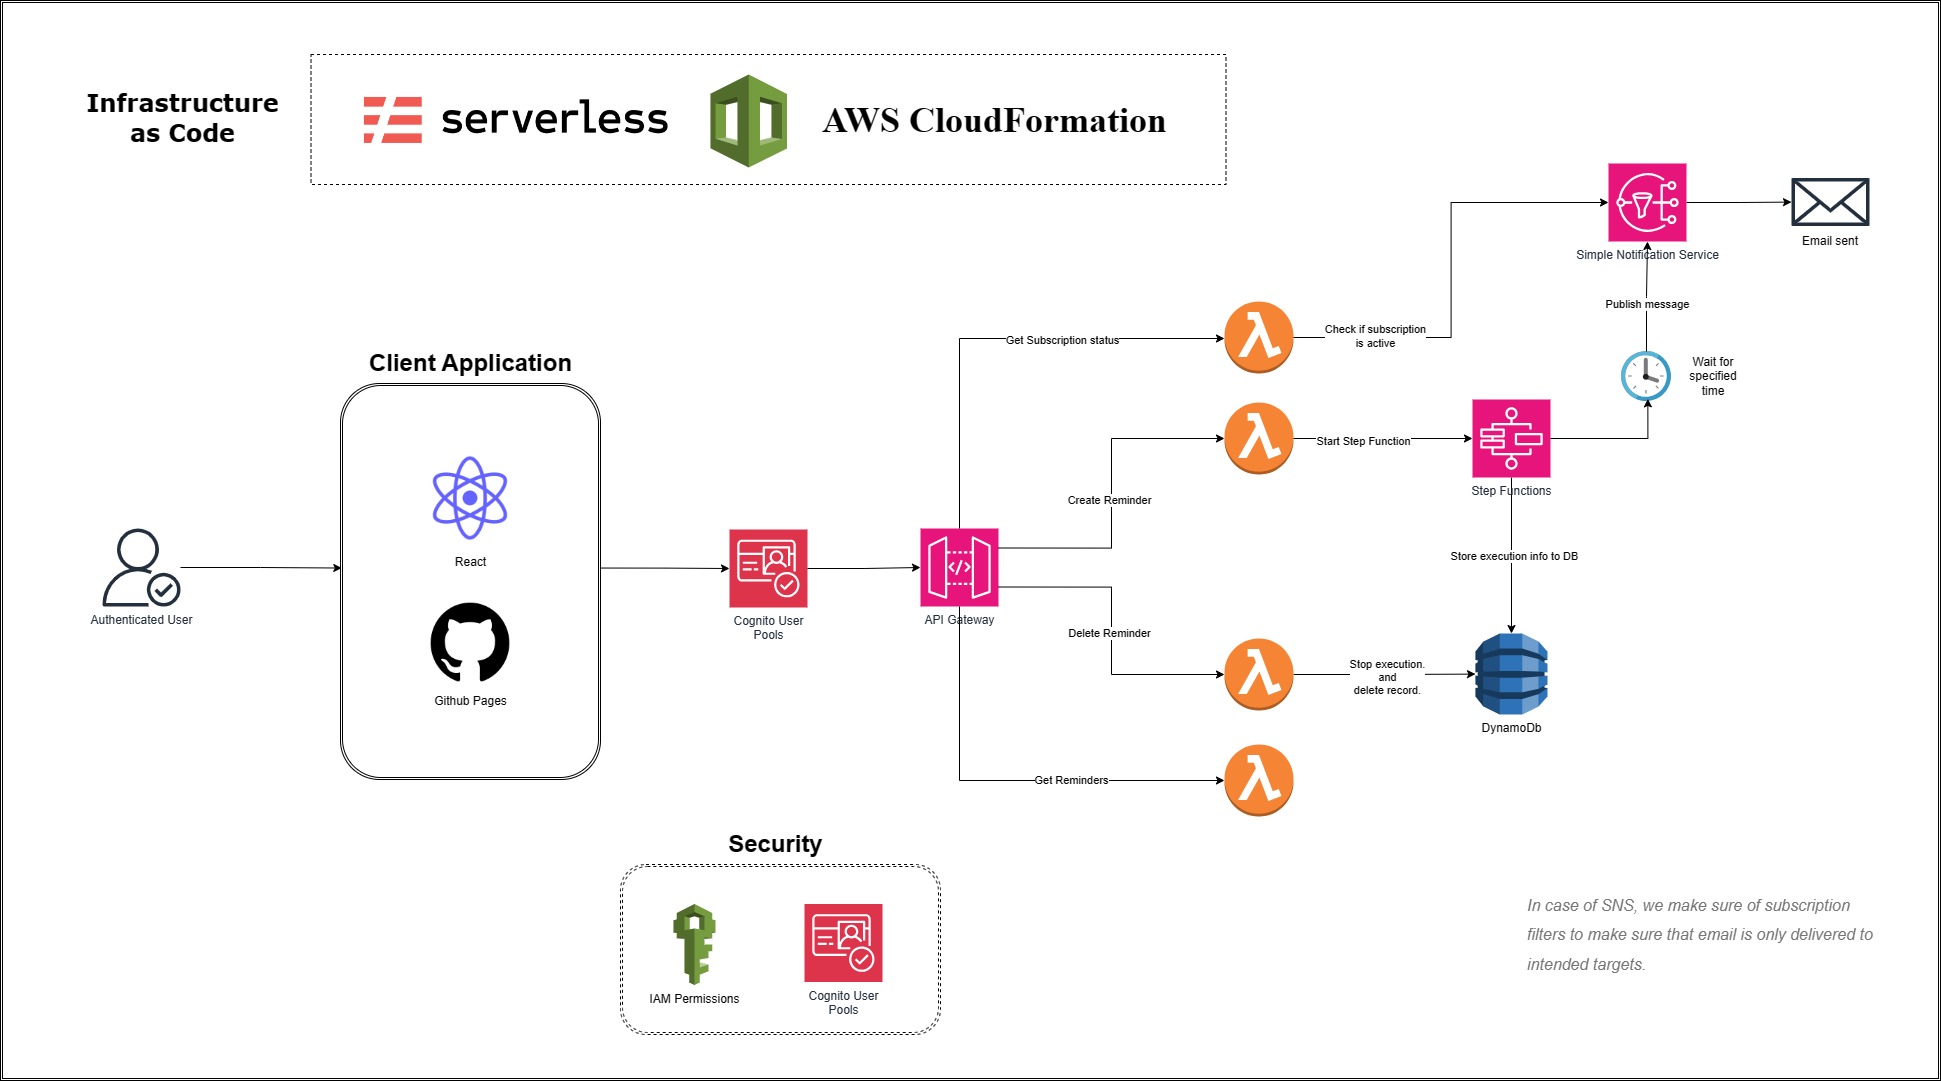 Infrastructure
as Code
serverless
AWS CloudFormation
Simple Notification Service
Email sent
Publish message
Get Subscription status
Check if subscription
is active
Wait for
specified
time
Client Application
Start Step Function
Step Functions
Create Reminder
React
Store execution info to DB
Authenticated User
Cognito User
Pools
API Gateway
Delete Reminder
Stop execution.
and
delete record.
Github Pages
DynamoDb
Get Reminders
Security
IAM Permissions
Cognito User
Pools
In case of SNS, we make sure of subscription
filters to make sure that email is only delivered to
intended targets.